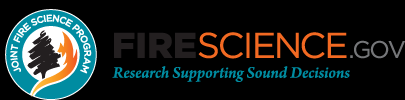 JOINT FIRE SCIENCE PROGRAM
FIRESCIENCE.GOV
Research Supporting Sound Decisions